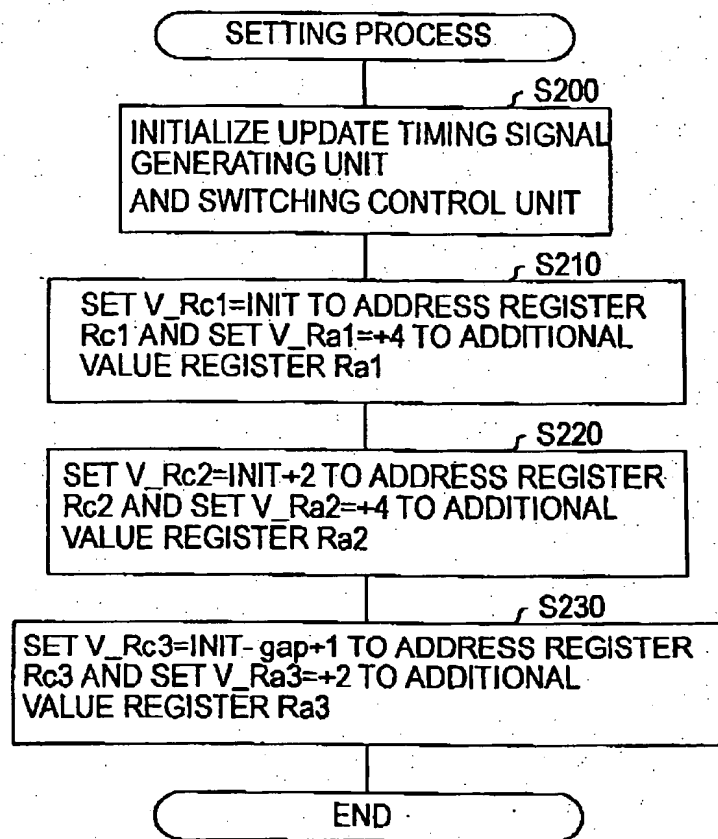 SETTING PROCESS
S200
INITIALIZE UPDATE TIMING SIGNAL
GENERATING UNIT
AND SWITCHING CONTROL UNIT
S210
SET V_Rc1=INIT TO ADDRESS REGISTER
Rc1 AND SET V_Ra1=+4 TO ADDITIONAL
VALUE REGISTER Ra1
S220
SET V_Rc2=INIT+2 TO ADDRESS REGISTER
Rc2 AND SET V_Ra2=+4 TO ADDITIONAL
VALUE REGISTER Ra2
S230
SET V_Rc3=INIT- gap+1 TO ADDRESS REGISTER
Rc3 AND SET V_Ra3=+2 TO ADDITIONAL
VALUE REGISTER Ra3
END